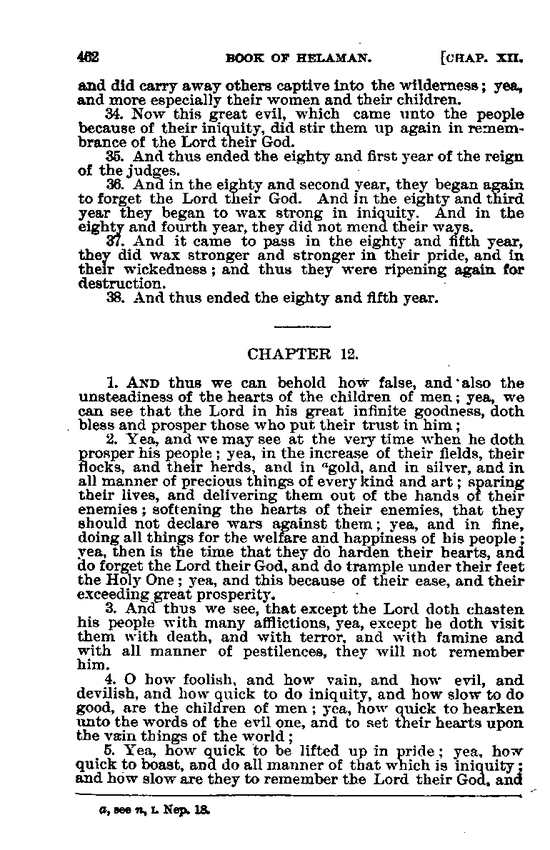 462 BOOK OF HELAMAN. [CHAP. XII.
and did carry away others captive into the wilderness; yea,
and more especially their women and their children.
34. Now this great evil, which came unto the people
because of their iniquity, did stir them up again in remem-
brance of the Lord their God.
35. And thus ended the eighty and first year of the reign
of the judges.
36. And in the eighty and second year, they began again
to forget the Lord their God. And in the eighty and third
year they began to wax strong in iniquity. And in the
eighty and fourth year, they did not mend their ways.
37. And it came to pass in the eighty and fifth year,
they did wax stronger and stronger in their pride, and in
their wickedness; and thus they were ripening again for
destruction.
38. And thus ended the eighty and fifth year.
CHAPTER 12.
1. AND thus we can behold how false, and also the
unsteadiness of the hearts of the children of men; yea, we
can see that the Lord in his great infinite goodness, doth
bless and prosper those who put their trust in him;
2. Yea, and we may see at the very time when he doth
prosper his people; yea, in the increase of their fields, their
flocks, and their herds, and in ᵃgold, and in silver, and in
all manner of precious things of every kind and art; sparing
their lives, and delivering them out of the hands of their
enemies; softening the hearts of their enemies, that they
should not declare wars against them; yea, and in fine,
doing all things for the welfare and happiness of his people;
yea, then is the time that they do harden their hearts, and
do forget the Lord their God, and do trample under their feet
the Holy One; yea, and this because of their ease, and their
exceeding great prosperity.
3. And thus we see, that except the Lord doth chasten
his people with many afflictions, yea, except he doth visit
them with death, and with terror, and with famine and
with all manner of pestilences, they will not remember
him.
4. O how foolish, and how vain, and how evil, and
devilish, and how quick to do iniquity, and how slow to do
good, are the children of men; yea, how quick to hearken
unto the words of the evil one, and to set their hearts upon
the vain things of the world;
5. Yea, how quick to be lifted up in pride; yea, how
quick to boast, and do all manner of that which is iniquity;
and how slow are they to remember the Lord their God, and
a, see n, I. Nep. 18.